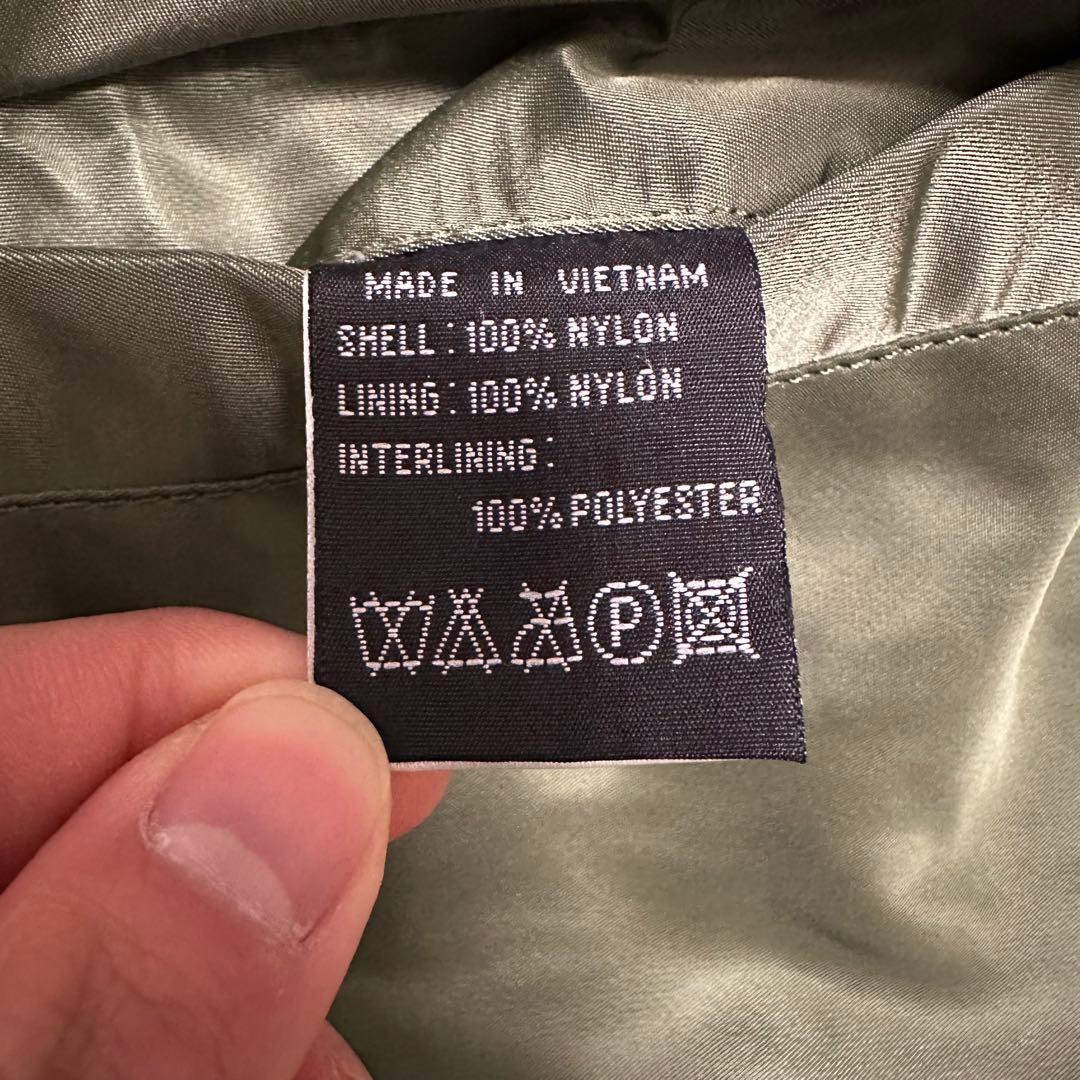 MADE IN VIETNAM
SHELL : 100% NYLON
LINING : 100% NYLON
INTERLINING :
100% POLYESTER
P